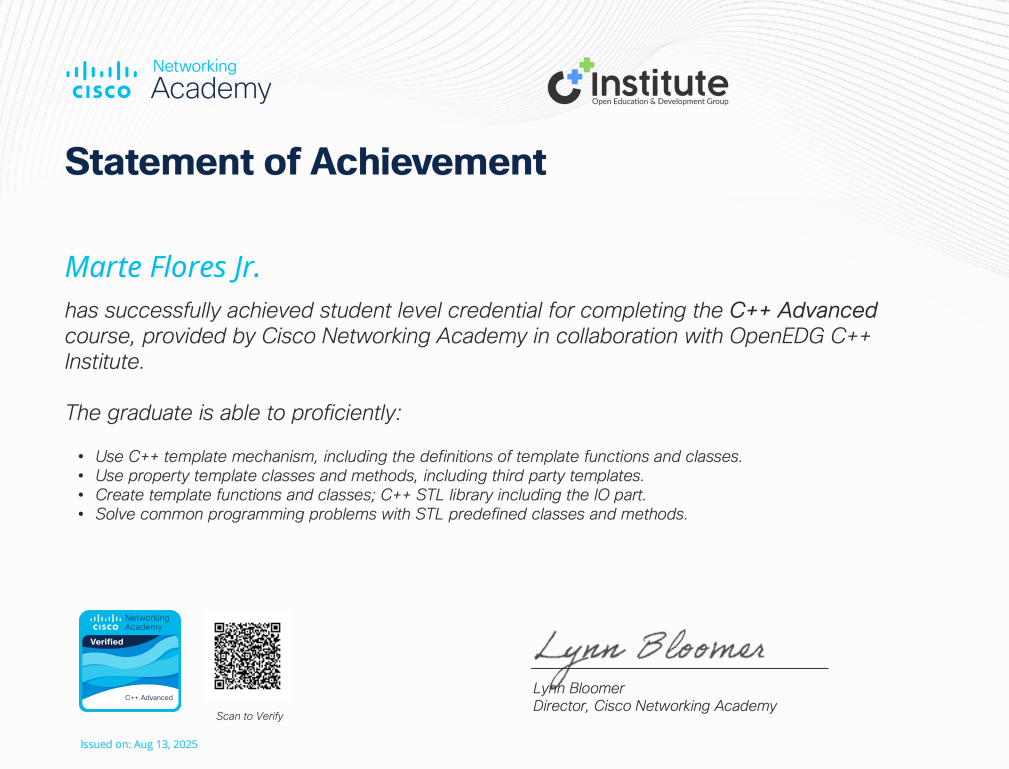 Networking
Academy
CISCO
C++ Institute
Open Education & Development Group
Statement of Achievement
Marte Flores Jr.
has successfully achieved student level credential for completing the C++ Advanced
course, provided by Cisco Networking Academy in collaboration with OpenEDG C++
Institute.
The graduate is able to proficiently:
• Use C++ template mechanism, including the definitions of template functions and classes.
• Use property template classes and methods, including third party templates.
• Create template functions and classes; C++ STL library including the IO part.
• Solve common programming problems with STL predefined classes and methods.
CISCO
Networking
Academy
Verified
C++ Advanced
Scan to Verify
Issued on: Aug 13, 2025
Lynn Bloomer
Lynn Bloomer
Director, Cisco Networking Academy